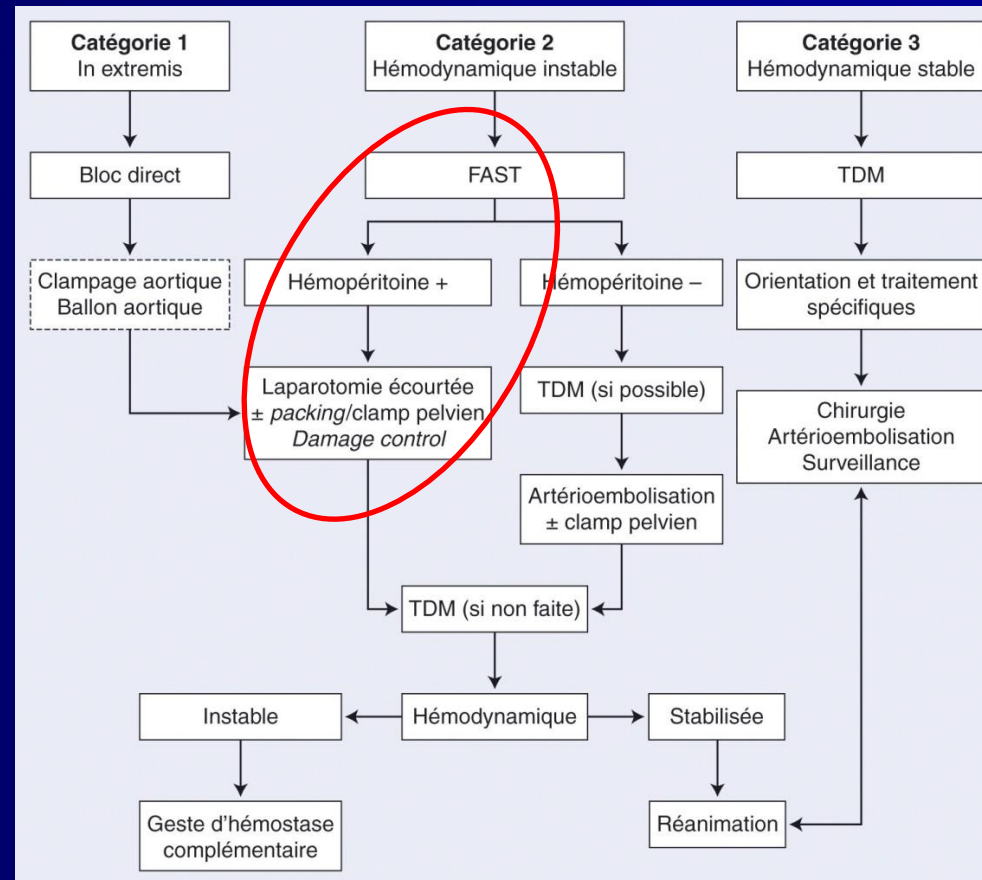 Catégorie 1
In extremis
Catégorie 2
Hémodynamique instable
Catégorie 3
Hémodynamique stable
Bloc direct
FAST
TDM
Clampage aortique
Ballon aortique
Hémopéritoine +
Hémopéritoine –
Orientation et traitement
spécifiques
Laparotomie écourtée
± packing/clamp pelvien
Damage control
TDM (si possible)
Chirurgie
Artérioembolisation
Surveillance
Artérioembolisation
± clamp pelvien
TDM (si non faite)
Instable
Hémodynamique
Stabilisée
Geste d'hémostase
complémentaire
Réanimation